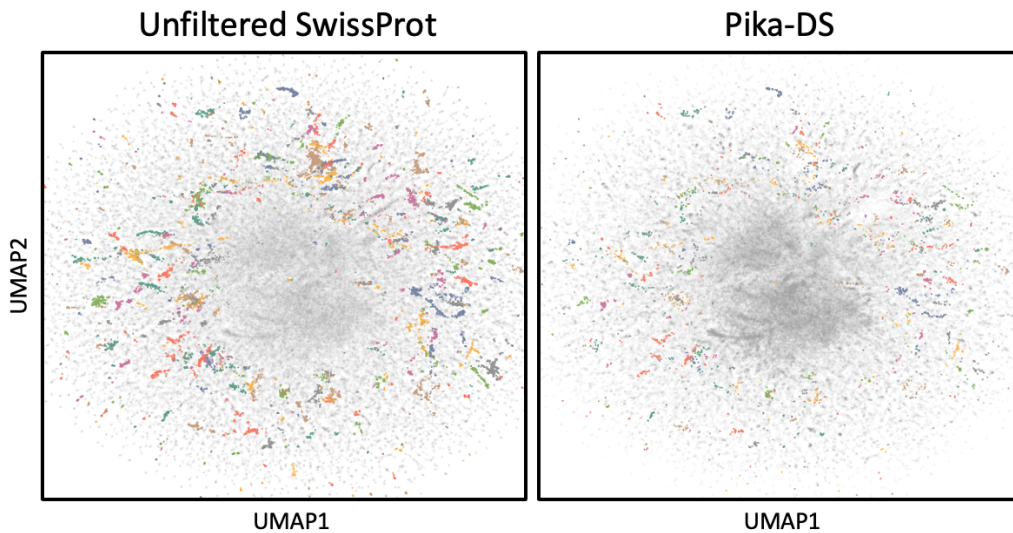 Unfiltered SwissProt
Pika-DS
UMAP2
UMAP1
UMAP1